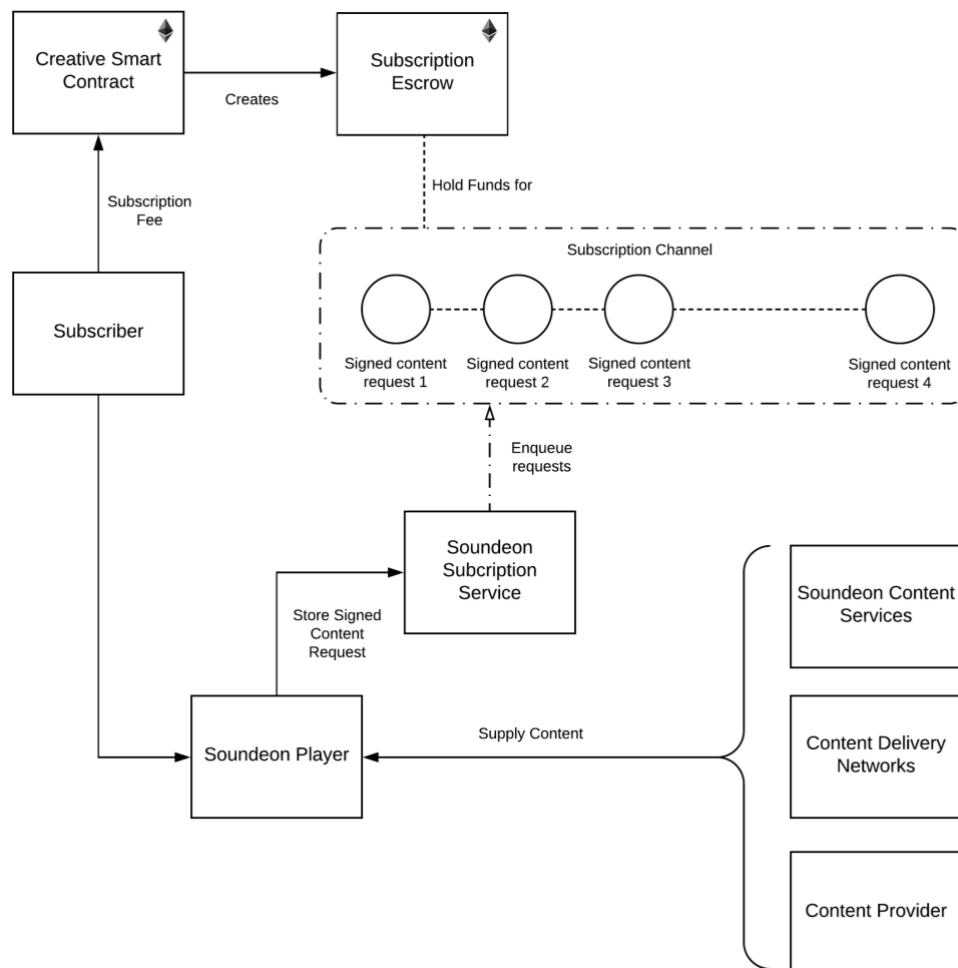 Creative Smart
Contract
Creates
Subscription
Escrow
Hold Funds for
Subscription
Fee
Subscriber
Subscription Channel
Signed content
request 1
Signed content
request 2
Signed content
request 3
Signed content
request 4
Enqueue
requests
Soundeon
Subcription
Service
Store Signed
Content
Request
Soundeon Player
Supply Content
Soundeon Content
Services
Content Delivery
Networks
Content Provider